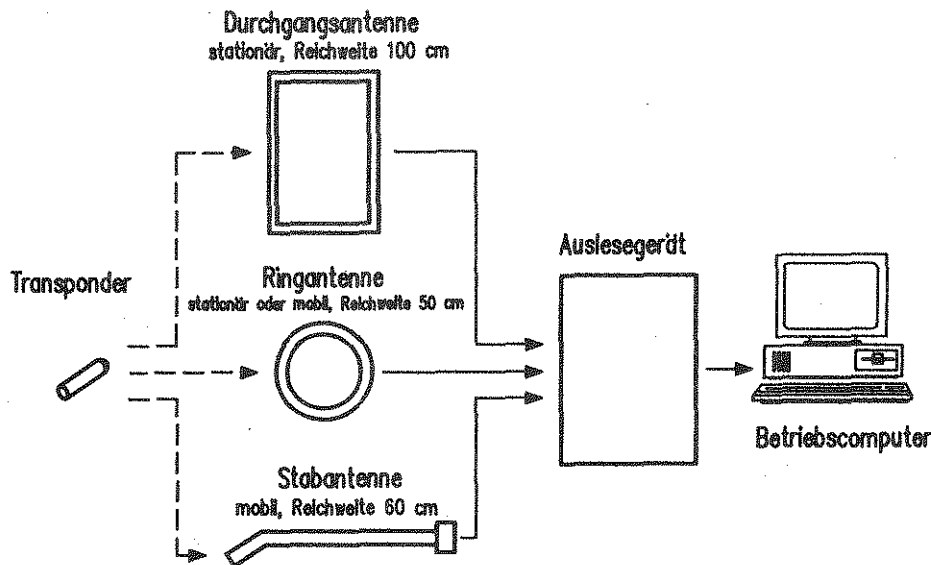 Durchgangsantenne
stationär, Reichweite 100 cm
Auslesegerät
Transponder
Ringantenne
stationär oder mobil, Reichweite 50 cm
Betriebscomputer
Stabantenne
mobil, Reichweite 60 cm